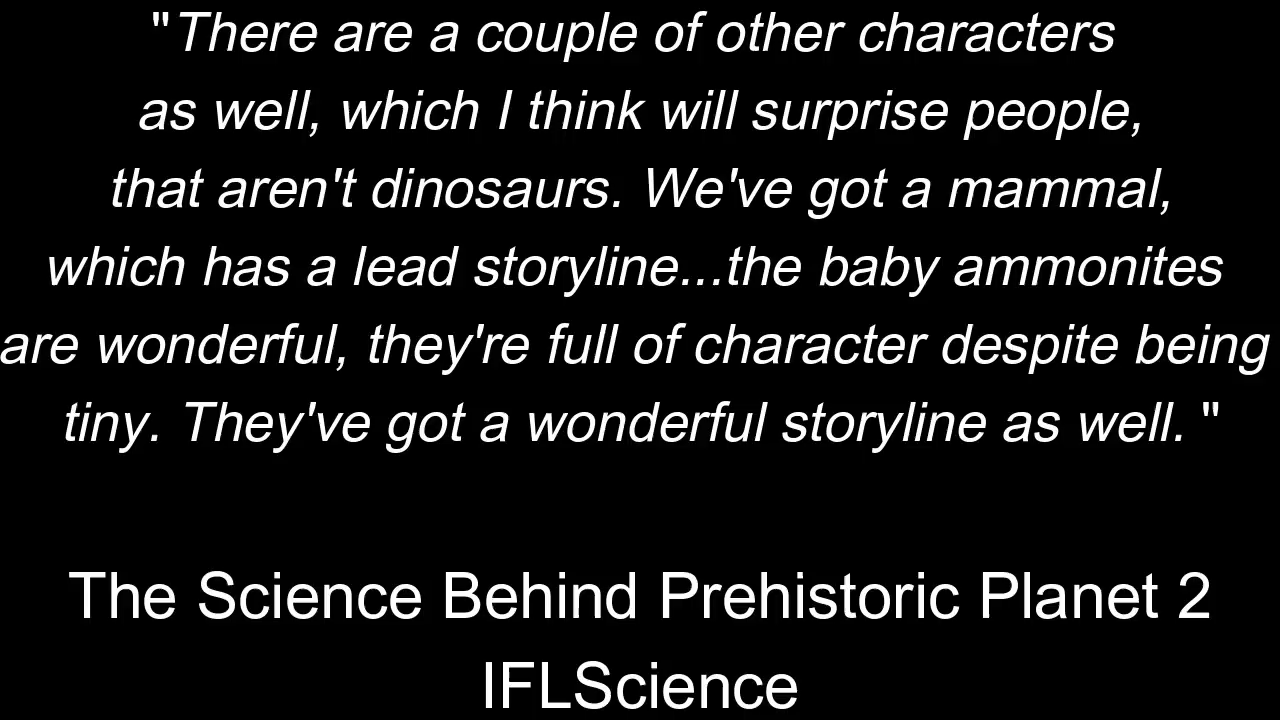 "There are a couple of other characters
as well, which I think will surprise people,
that aren't dinosaurs. We've got a mammal,
which has a lead storyline...the baby ammonites
are wonderful, they're full of character despite being
tiny. They've got a wonderful storyline as well. "
The Science Behind Prehistoric Planet 2
IFLScience